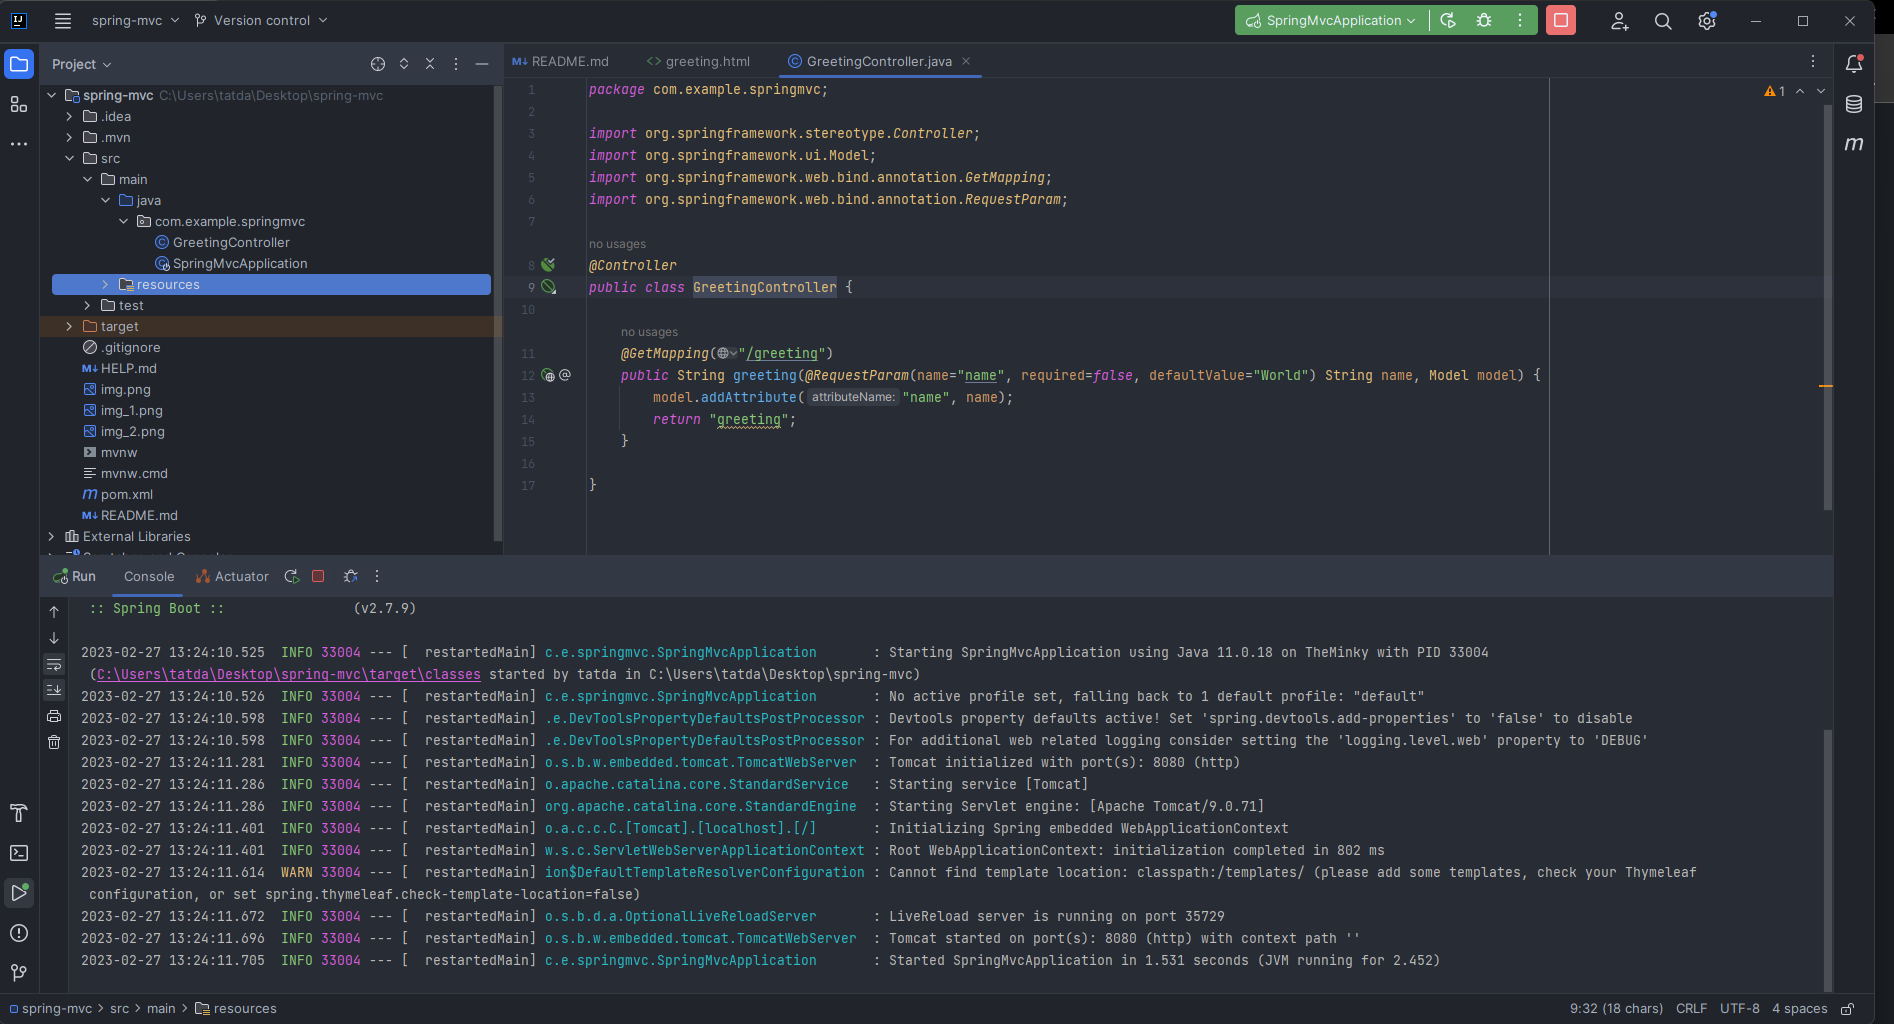 spring-mvc
Version control
SpringMvcApplication
Project
README.md
greeting.html
GreetingController.java
spring-mvc C:\Users\tatda\Desktop\spring-mvc
.idea
.mvn
src
main
java
com.example.springmvc
GreetingController
SpringMvcApplication
resources
test
target
.gitignore
M↓ HELP.md
img.png
img_1.png
img_2.png
mvnw
mvnw.cmd
m pom.xml
M↓ README.md
External Libraries
1 package com.example.springmvc;
2
3 import org.springframework.stereotype.Controller;
4 import org.springframework.ui.Model;
5 import org.springframework.web.bind.annotation.GetMapping;
6 import org.springframework.web.bind.annotation.RequestParam;
7
no usages
8 @Controller
9 public class GreetingController {
10
no usages
11 @GetMapping("/greeting")
12 public String greeting(@RequestParam(name="name", required=false, defaultValue="World") String name, Model model) {
13 model.addAttribute( attributeName: "name", name);
14 return "greeting";
15 }
16
17 }
1
m
Run Console Actuator
:: Spring Boot :: (v2.7.9)
2023-02-27 13:24:10.525 INFO 33004 --- [ restartedMain] c.e.springmvc.SpringMvcApplication : Starting SpringMvcApplication using Java 11.0.18 on TheMinky with PID 33004
(C:\Users\tatda\Desktop\spring-mvc\target\classes started by tatda in C:\Users\tatda\Desktop\spring-mvc)
2023-02-27 13:24:10.526 INFO 33004 --- [ restartedMain] c.e.springmvc.SpringMvcApplication : No active profile set, falling back to 1 default profile: "default"
2023-02-27 13:24:10.598 INFO 33004 --- [ restartedMain] .e.DevToolsPropertyDefaultsPostProcessor : Devtools property defaults active! Set 'spring.devtools.add-properties' to 'false' to disable
2023-02-27 13:24:10.598 INFO 33004 --- [ restartedMain] .e.DevToolsPropertyDefaultsPostProcessor : For additional web related logging consider setting the 'logging.level.web' property to 'DEBUG'
2023-02-27 13:24:11.281 INFO 33004 --- [ restartedMain] o.s.b.w.embedded.tomcat.TomcatWebServer : Tomcat initialized with port(s): 8080 (http)
2023-02-27 13:24:11.286 INFO 33004 --- [ restartedMain] o.apache.catalina.core.StandardService : Starting service [Tomcat]
2023-02-27 13:24:11.286 INFO 33004 --- [ restartedMain] org.apache.catalina.core.StandardEngine : Starting Servlet engine: [Apache Tomcat/9.0.71]
2023-02-27 13:24:11.401 INFO 33004 --- [ restartedMain] o.a.c.c.C.[Tomcat].[localhost].[/] : Initializing Spring embedded WebApplicationContext
2023-02-27 13:24:11.401 INFO 33004 --- [ restartedMain] w.s.c.ServletWebServerApplicationContext : Root WebApplicationContext: initialization completed in 802 ms
2023-02-27 13:24:11.614 WARN 33004 --- [ restartedMain] ion$DefaultTemplateResolverConfiguration : Cannot find template location: classpath:/templates/ (please add some templates, check your Thymeleaf
configuration, or set spring.thymeleaf.check-template-location=false)
2023-02-27 13:24:11.672 INFO 33004 --- [ restartedMain] o.s.b.d.a.OptionalLiveReloadServer : LiveReload server is running on port 35729
2023-02-27 13:24:11.696 INFO 33004 --- [ restartedMain] o.s.b.w.embedded.tomcat.TomcatWebServer : Tomcat started on port(s): 8080 (http) with context path ''
2023-02-27 13:24:11.705 INFO 33004 --- [ restartedMain] c.e.springmvc.SpringMvcApplication : Started SpringMvcApplication in 1.531 seconds (JVM running for 2.452)
spring-mvc > src > main > resources
9:32 (18 chars) CRLF UTF-8 4 spaces